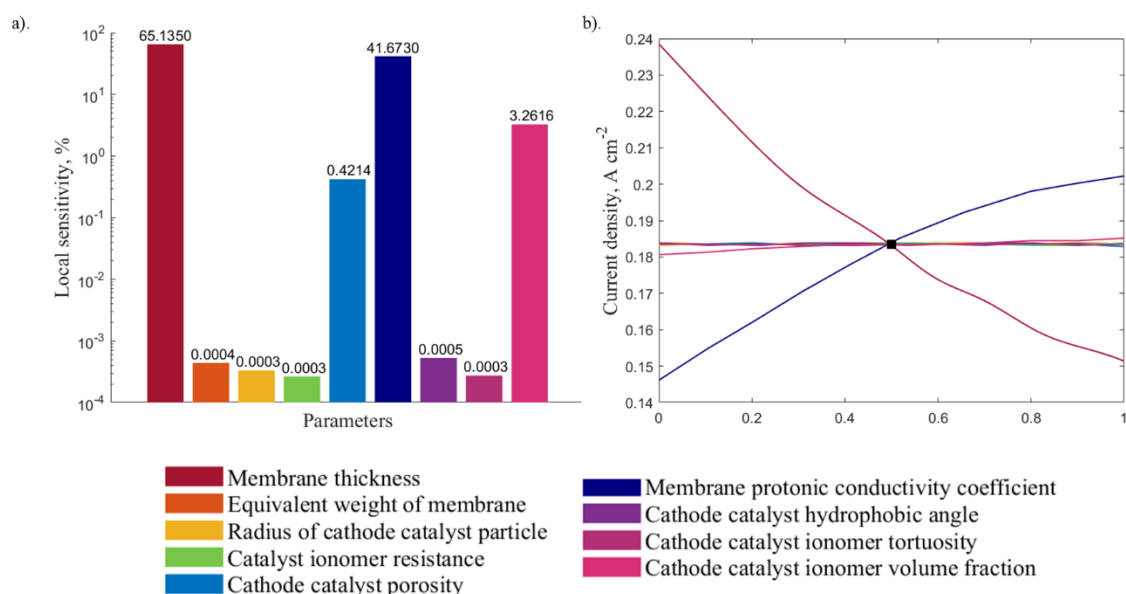 a).
b).
Local sensitivity, %
10^2
10^1
10^0
10^-1
10^-2
10^-3
10^-4
65.1350
0.0004
0.0003
0.0003
0.4214
41.6730
0.0005
0.0003
3.2616
Parameters
Current density, A cm^-2
0.24
0.23
0.22
0.21
0.2
0.19
0.18
0.17
0.16
0.15
0.14
0
0.2
0.4
0.6
0.8
1
Membrane thickness
Equivalent weight of membrane
Radius of cathode catalyst particle
Catalyst ionomer resistance
Cathode catalyst porosity
Membrane protonic conductivity coefficient
Cathode catalyst hydrophobic angle
Cathode catalyst ionomer tortuosity
Cathode catalyst ionomer volume fraction